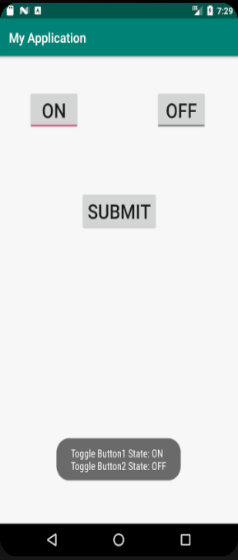 7:29
My Application
ON OFF
SUBMIT
Toggle Button1 State: ON
Toggle Button2 State: OFF